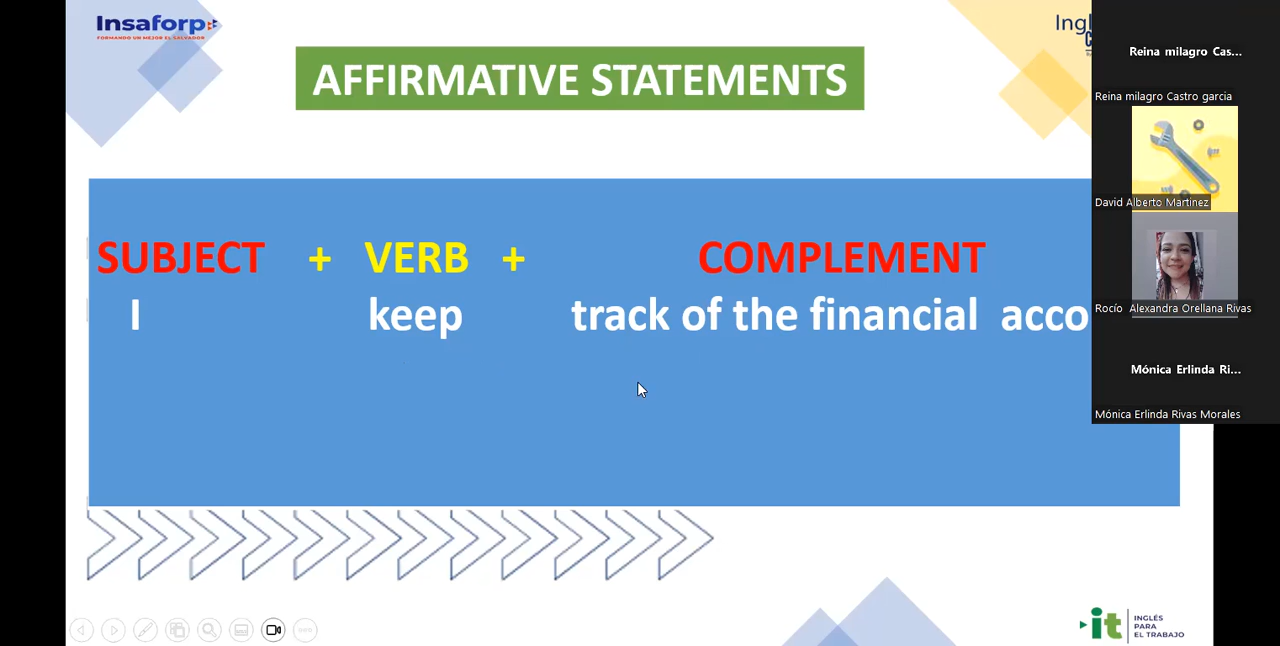 Insaforp
FORMANDO UN MEJOR EL SALVADOR
AFFIRMATIVE STATEMENTS
SUBJECT + VERB + COMPLEMENT
I keep track of the financial acco
Reina milagro Cas...
Reina milagro Castro garcia
David Alberto Martinez
Rocío Alexandra Orellana Rivas
Mónica Erlinda Ri...
Mónica Erlinda Rivas Morales
it
INGLÉS
PARA
EL TRABAJO